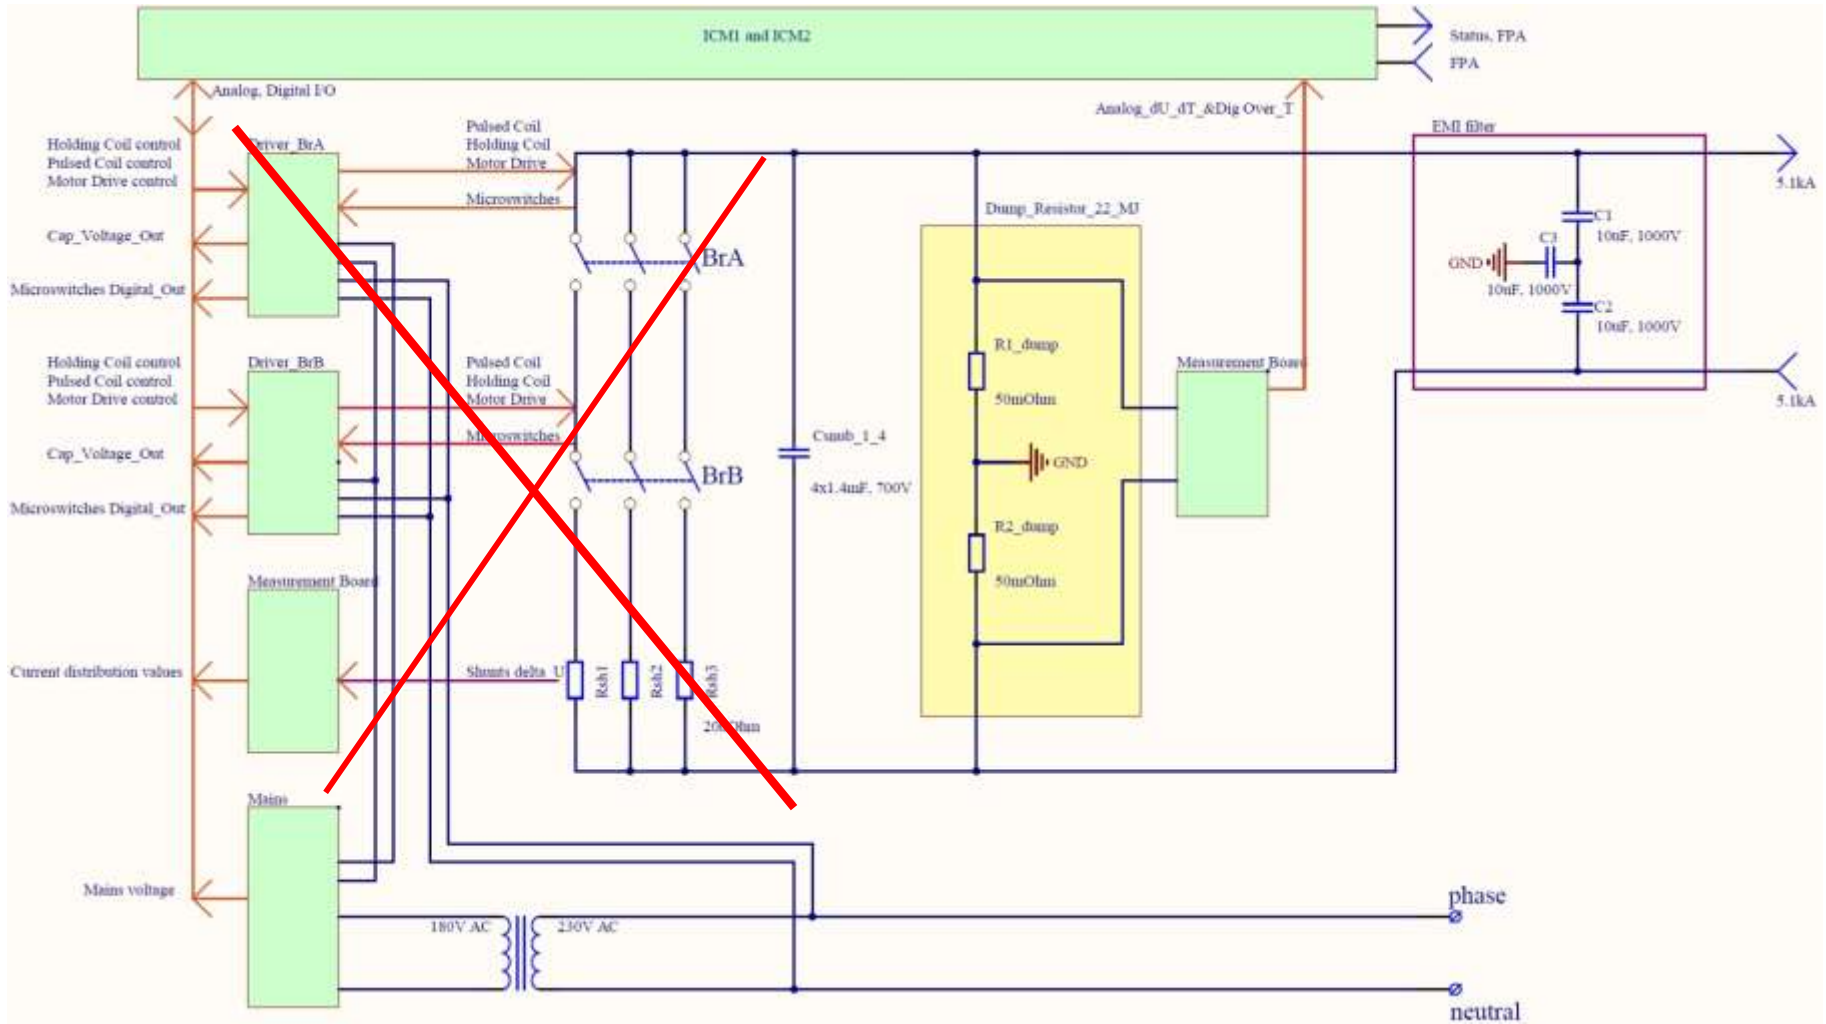 ICM1 and ICM2
Status, FPA
FPA
Analog, Digital I/O
Analog_dU_dT_&Dig Over_T
EMI filter
Holding Coil control
Pulsed Coil control
Motor Drive control
Driver_BrA
Pulsed Coil
Holding Coil
Motor Drive
Microswitches
Cap_Voltage_Out
Microswitches Digital_Out
BrA
Dump_Resistor_22_MJ
5.1kA
C1
10nF, 1000V
C3
GND
10nF, 1000V
C2
10nF, 1000V
5.1kA
Holding Coil control
Pulsed Coil control
Motor Drive control
Driver_BrB
Pulsed Coil
Holding Coil
Motor Drive
Microswitches
Cap_Voltage_Out
Microswitches Digital_Out
BrB
4x1.4mF, 700V
R1_dump
50mOhm
GND
R2_dump
50mOhm
Measurement Board
Measurement Board
Current distribution values
Shunts delta_U
Rsh1
Rsh2
Rsh3
Mains
Mains voltage
180V AC
230V AC
phase
neutral